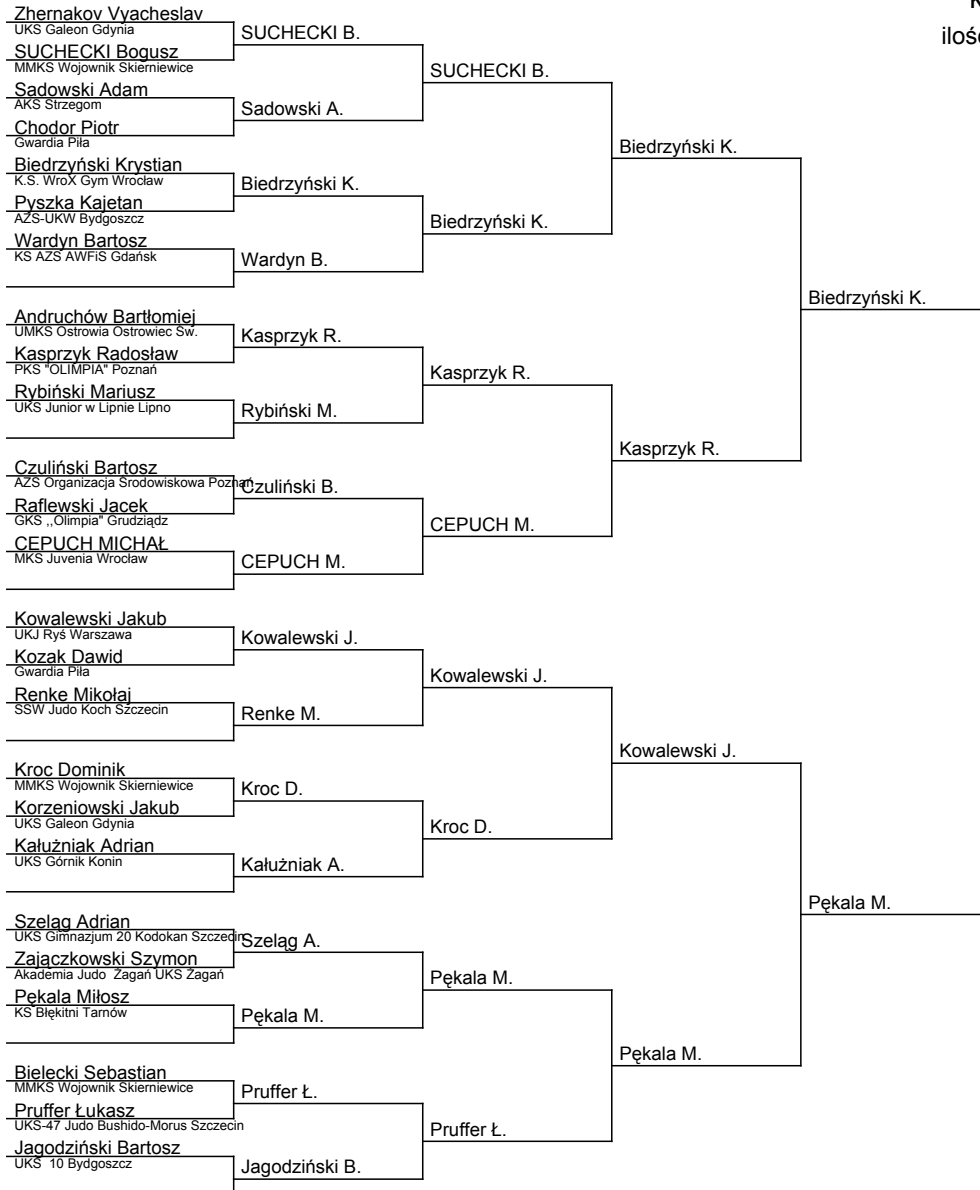 Zhernakov Vyacheslav
UKS Galeon Gdynia
SUCHECKI Bogusz
MMKS Wojownik Skierniewice
Sadowski Adam
AKS Strzegom
Chodor Piotr
Gwardia Piła
Biedrzyński Krystian
K.S. WroX Gym Wrocław
Pyszka Kajetan
AZS-UKW Bydgoszcz
Wardyn Bartosz
KS AZS AWFiS Gdańsk
Andruchów Bartłomiej
UMKS Ostrowia Ostrowiec Św.
Kasprzyk Radosław
PKS "OLIMPIA" Poznań
Rybiński Mariusz
UKS Junior w Lipnie Lipno
Czuliński Bartosz
AZS Organizacja Środowiskowa Poznań
Raflewski Jacek
GKS ,,Olimpia" Grudziądz
CEPUCH MICHAŁ
MKS Juvenia Wrocław
Kowalewski Jakub
UKJ Ryś Warszawa
Kozak Dawid
Gwardia Piła
Renke Mikołaj
SSW Judo Koch Szczecin
Kroc Dominik
MMKS Wojownik Skierniewice
Korzeniowski Jakub
UKS Galeon Gdynia
Kałużniak Adrian
UKS Górnik Konin
Szeląg Adrian
UKS Gimnazjum 20 Kodokan Szczecin
Zajączkowski Szymon
Akademia Judo Żagań UKS Żagań
Pękala Miłosz
KS Błękitni Tarnów
Bielecki Sebastian
MMKS Wojownik Skierniewice
Pruffer Łukasz
UKS-47 Judo Bushido-Morus Szczecin
Jagodziński Bartosz
UKS 10 Bydgoszcz
SUCHECKI B.
Sadowski A.
Biedrzyński K.
Wardyn B.
Kasprzyk R.
Rybiński M.
Czuliński B.
CEPUCH M.
Kowalewski J.
Renke M.
Kroc D.
Kałużniak A.
Szeląg A.
Pękala M.
Pruffer Ł.
Jagodziński B.
SUCHECKI B.
Biedrzyński K.
Kasprzyk R.
CEPUCH M.
Kowalewski J.
Kroc D.
Pękala M.
Pruffer Ł.
Biedrzyński K.
Kasprzyk R.
Kowalewski J.
Pękala M.
Biedrzyński K.
Pękala M.